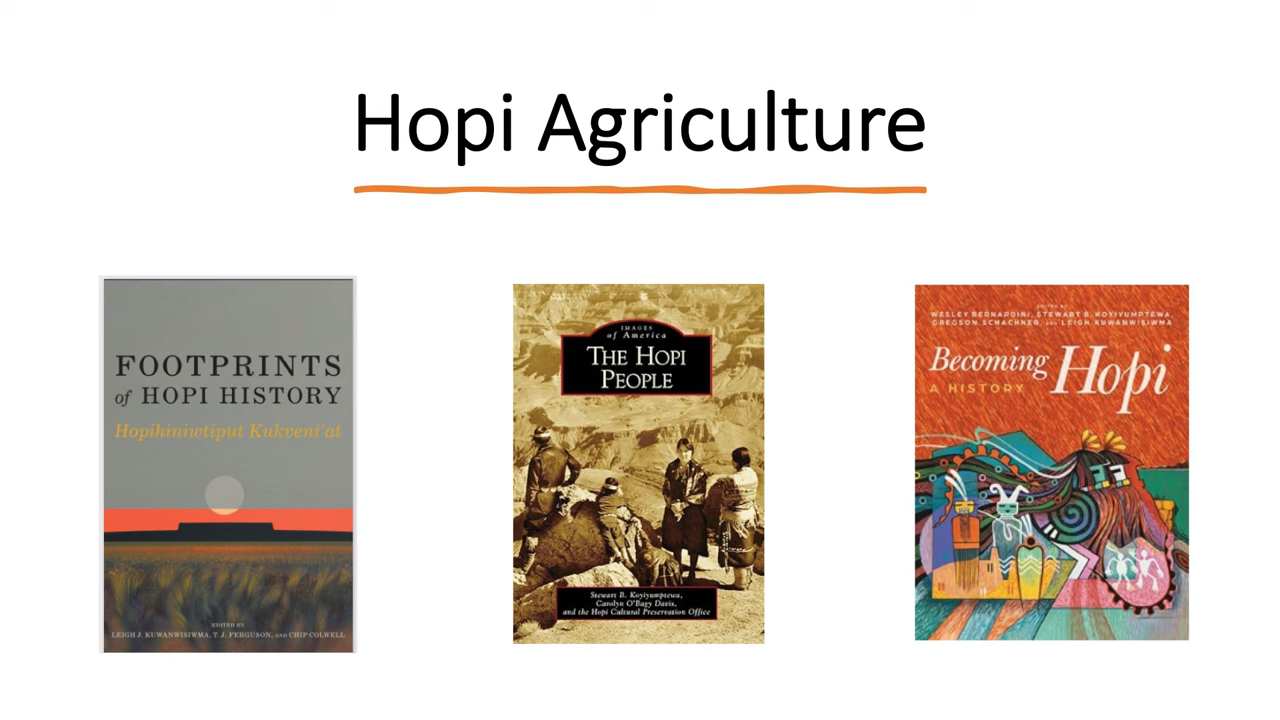 Hopi Agriculture
FOOTPRINTS
of HOPI HISTORY
Hopihiniwtiput Kukveni'at
EDITED BY
LEIGH J. KUWANWISIWMA, T. J. FERGUSON, AND CHIP COLWELL
IMAGES
of America
THE HOPI
PEOPLE
Stewart B. Koyiyumptewa,
Carolyn O'Bagy Davis,
and the Hopi Cultural Preservation Office
EDITED BY
WESLEY BERNARDINI, STEWART B. KOYIYUMPTEWA,
GREGSON SCHACHNER, AND LEIGH KUWANWISIWMA
Becoming Hopi
A HISTORY